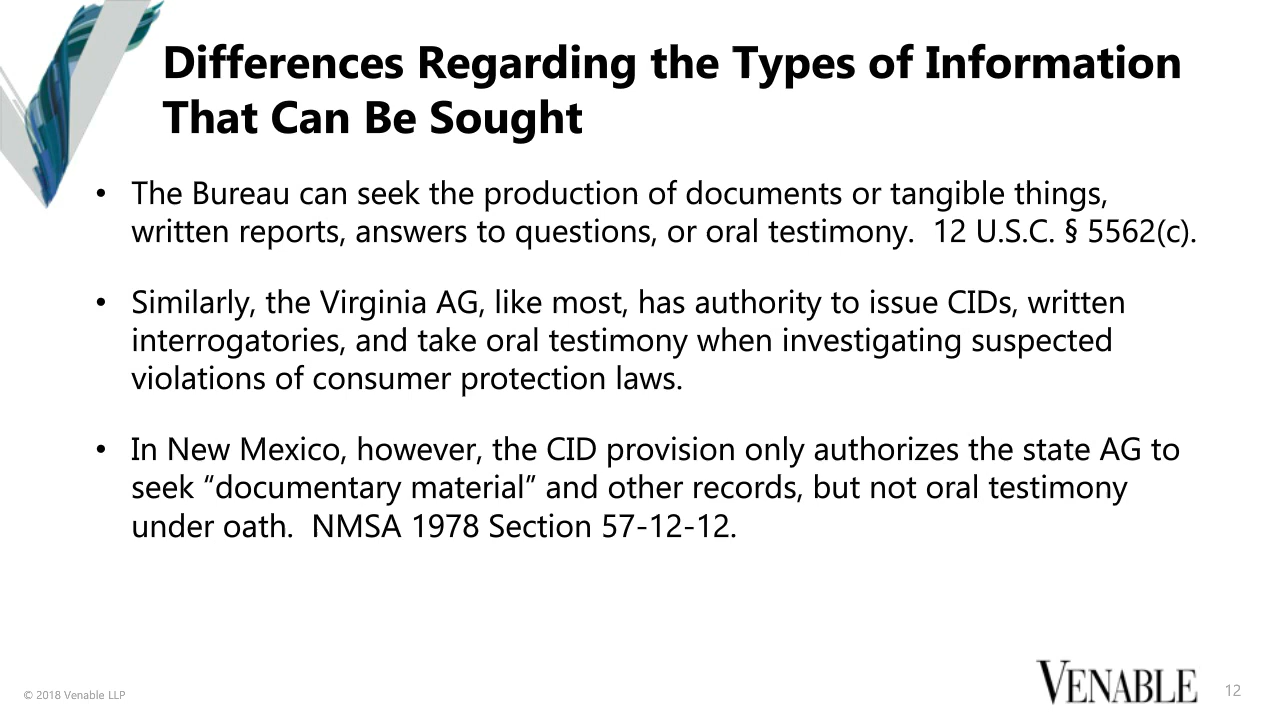 Differences Regarding the Types of Information
That Can Be Sought
• The Bureau can seek the production of documents or tangible things,
written reports, answers to questions, or oral testimony.  12 U.S.C. § 5562(c).
• Similarly, the Virginia AG, like most, has authority to issue CIDs, written
interrogatories, and take oral testimony when investigating suspected
violations of consumer protection laws.
• In New Mexico, however, the CID provision only authorizes the state AG to
seek “documentary material” and other records, but not oral testimony
under oath.  NMSA 1978 Section 57-12-12.
© 2018 Venable LLP
VENABLE
12